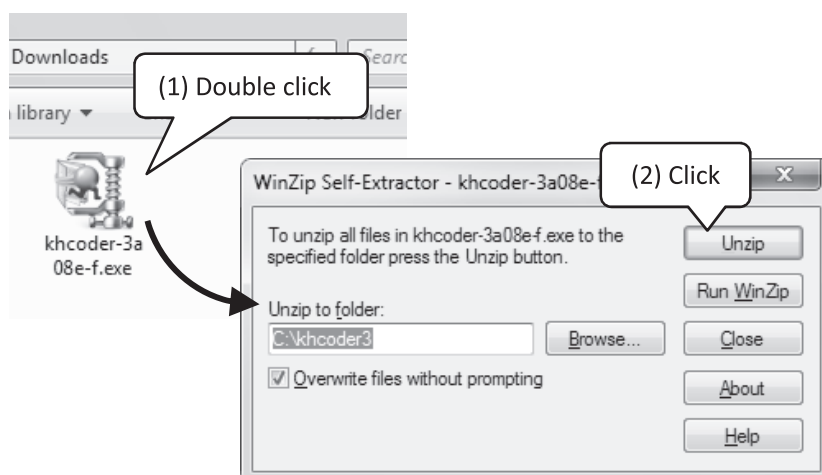 Downloads
Searc
(1) Double click
library
folder
khcoder-3a
08e-f.exe
WinZip Self-Extractor - khcoder-3a08e-f
(2) Click
X
To unzip all files in khcoder-3a08e-f.exe to the
specified folder press the Unzip button.
Unzip
Run WinZip
Unzip to folder:
C:\khcoder3
Browse...
Close
Overwrite files without prompting
About
Help